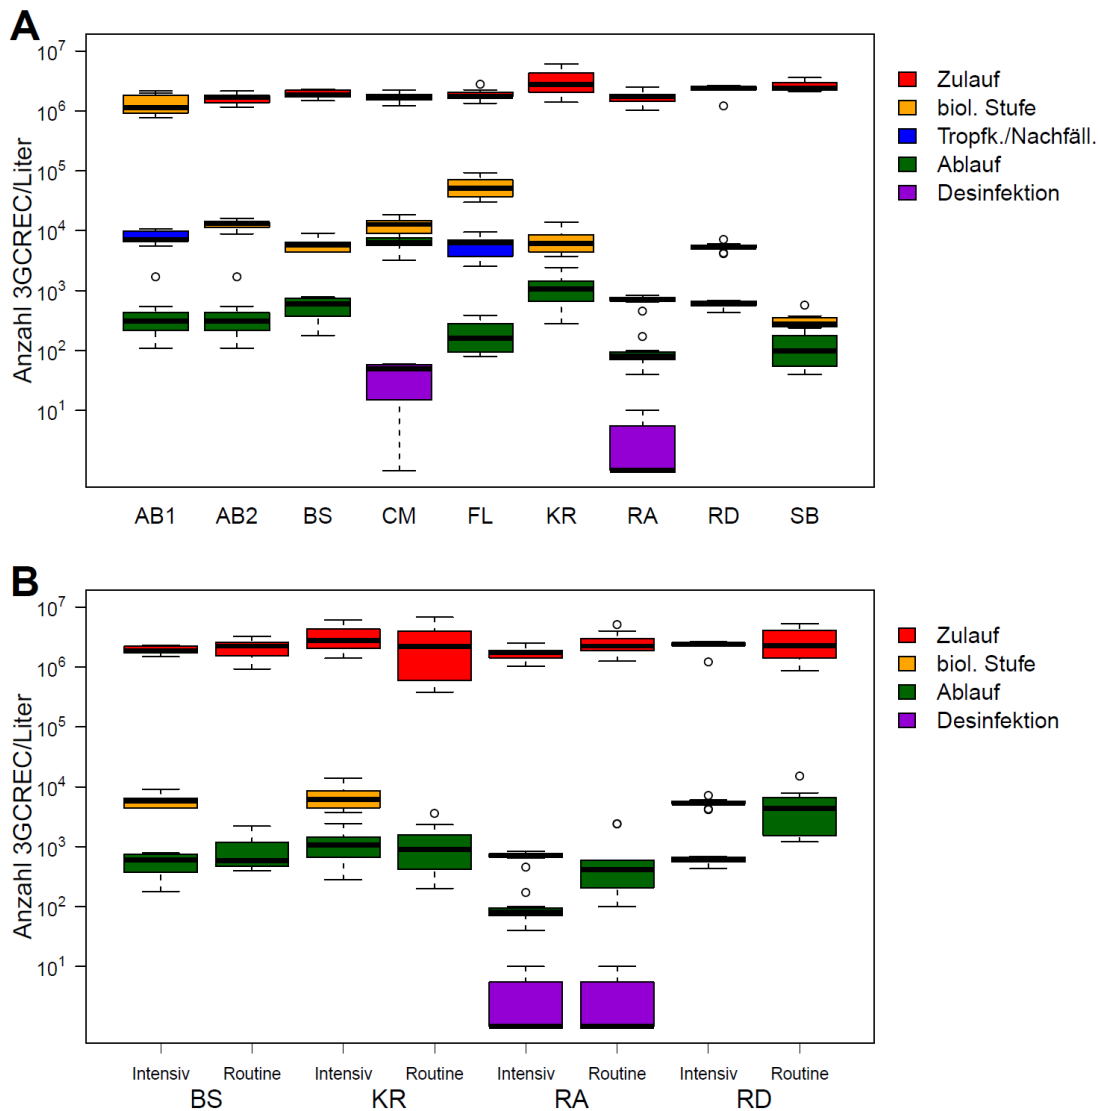 A
Anzahl 3GCREC/Liter
10^7
10^6
10^5
10^4
10^3
10^2
10^1
AB1 AB2 BS CM FL KR RA RD SB
Zulauf
biol. Stufe
Tropfk./Nachfäll.
Ablauf
Desinfektion
B
Anzahl 3GCREC/Liter
10^7
10^6
10^5
10^4
10^3
10^2
10^1
Intensiv Routine Intensiv Routine Intensiv Routine Intensiv Routine
BS KR RA RD
Zulauf
biol. Stufe
Ablauf
Desinfektion